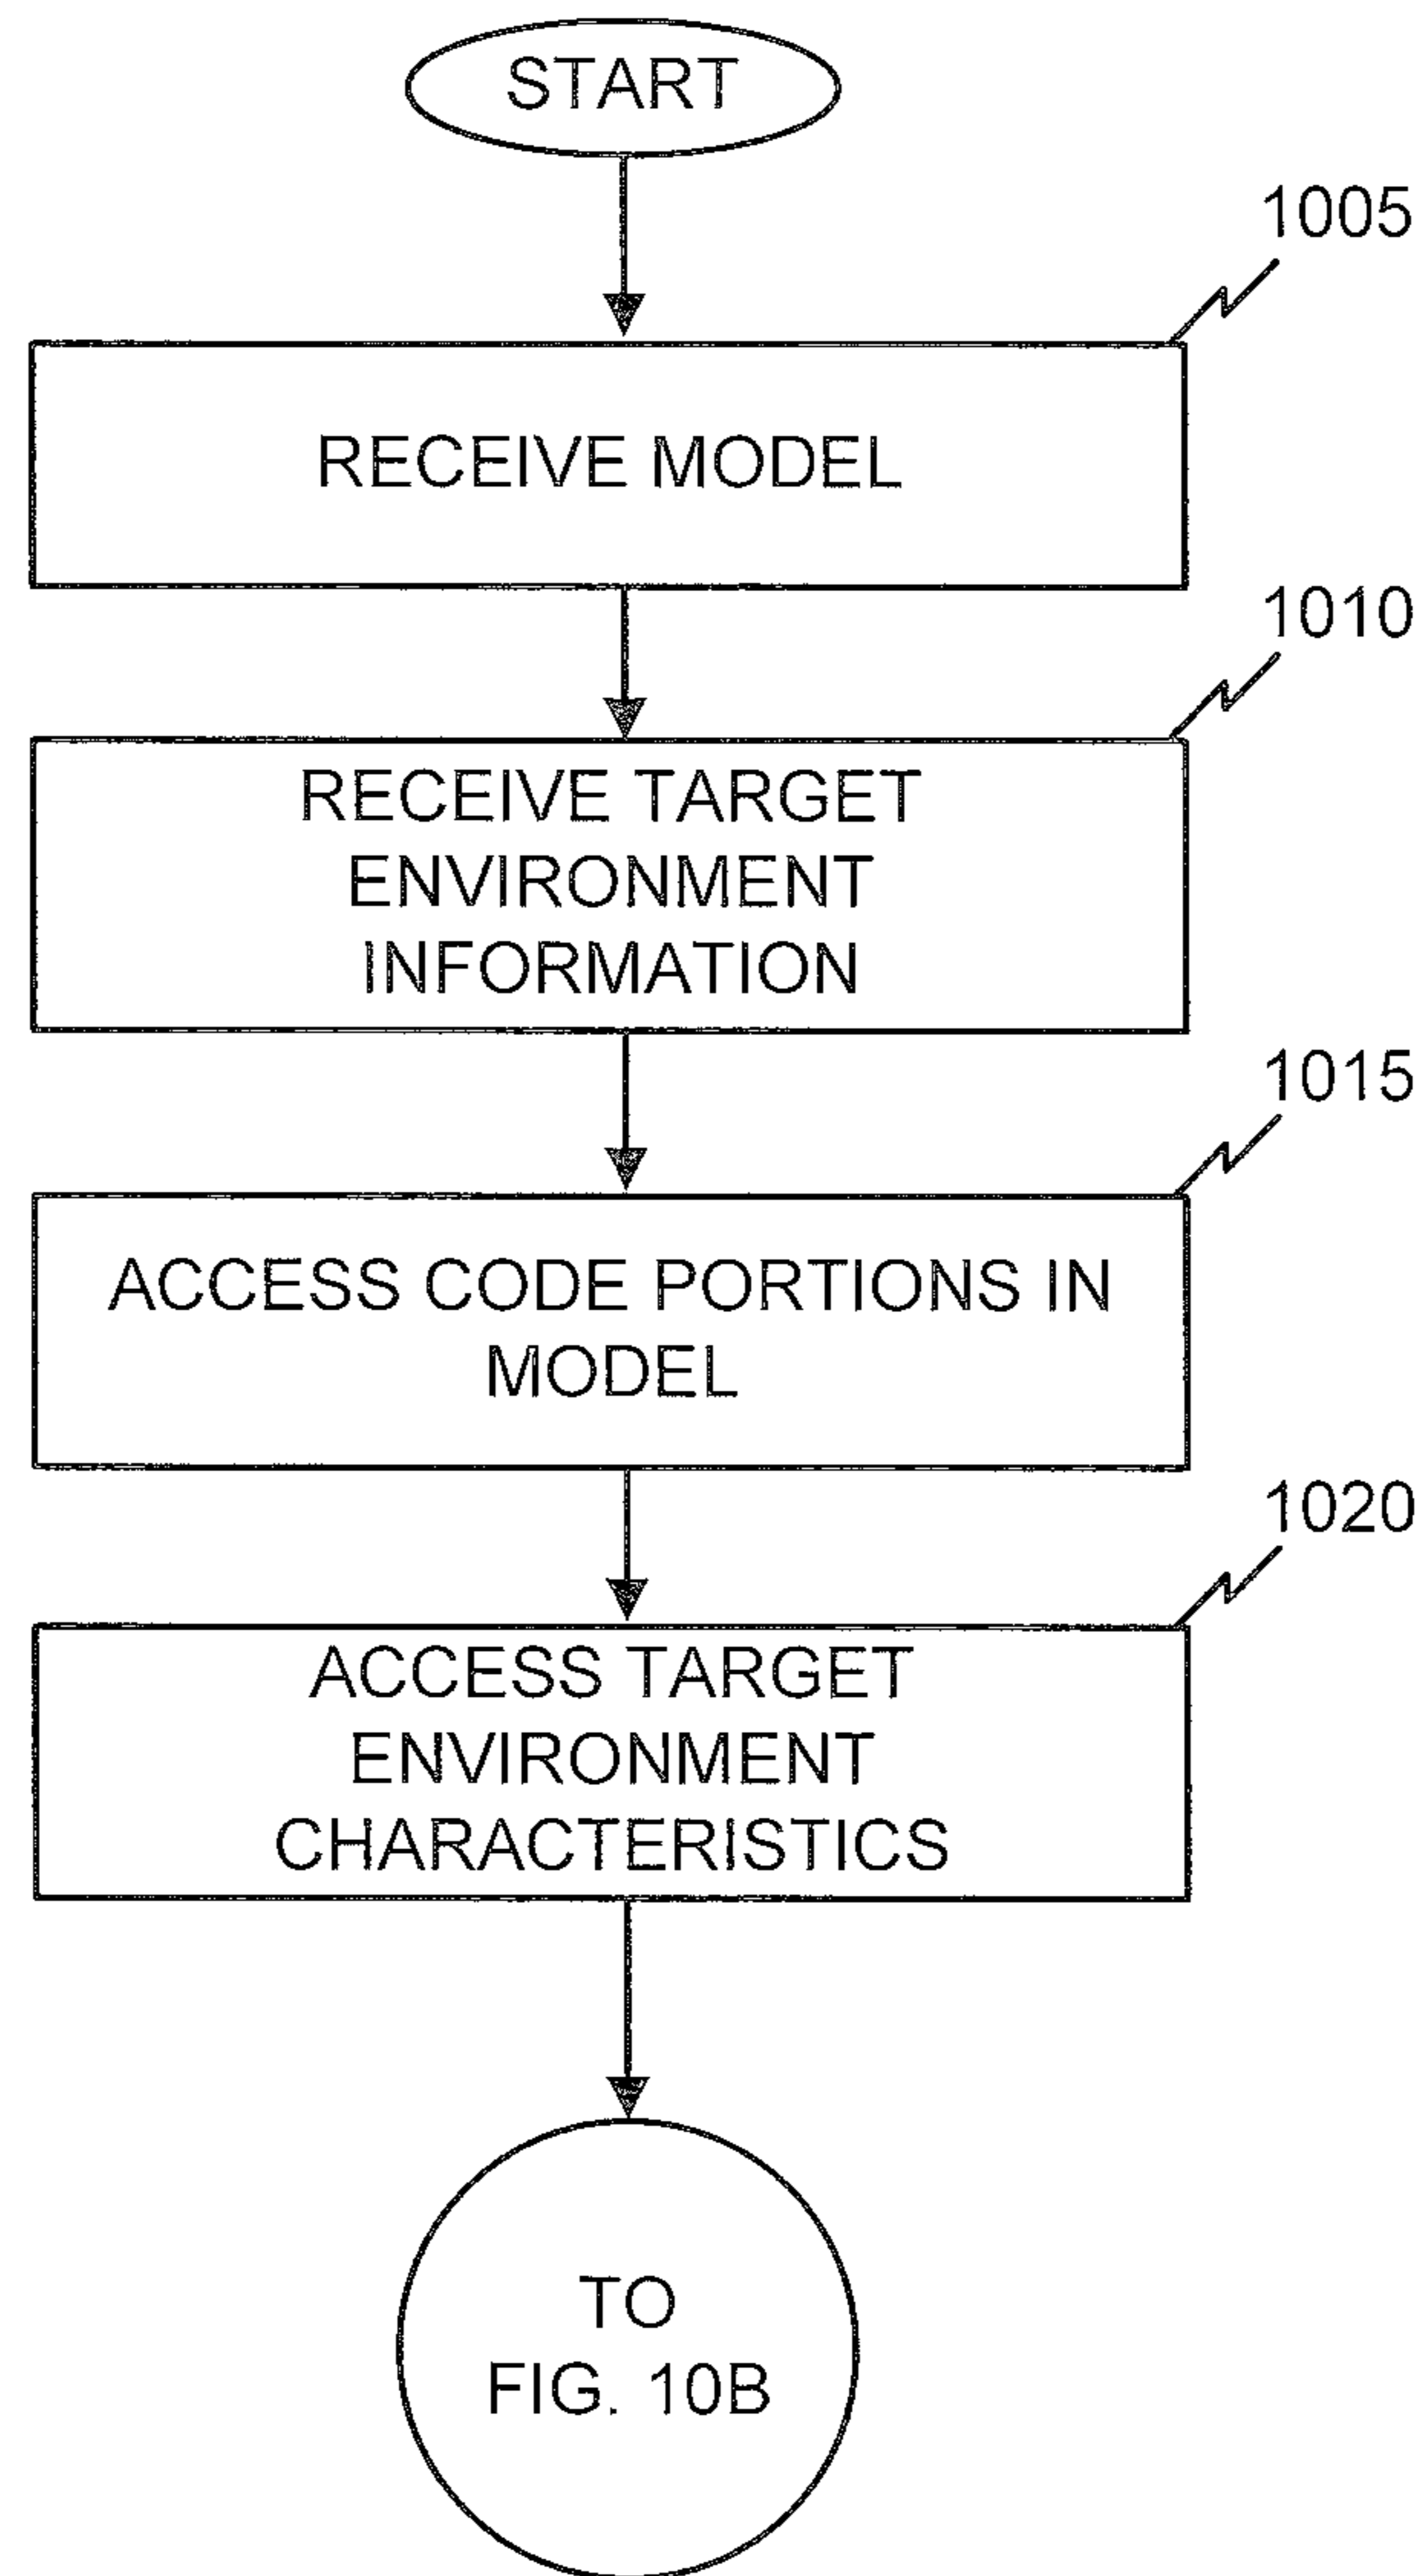 START
1005
RECEIVE MODEL
1010
RECEIVE TARGET
ENVIRONMENT
INFORMATION
1015
ACCESS CODE PORTIONS IN
MODEL
1020
ACCESS TARGET
ENVIRONMENT
CHARACTERISTICS
TO
FIG. 10B